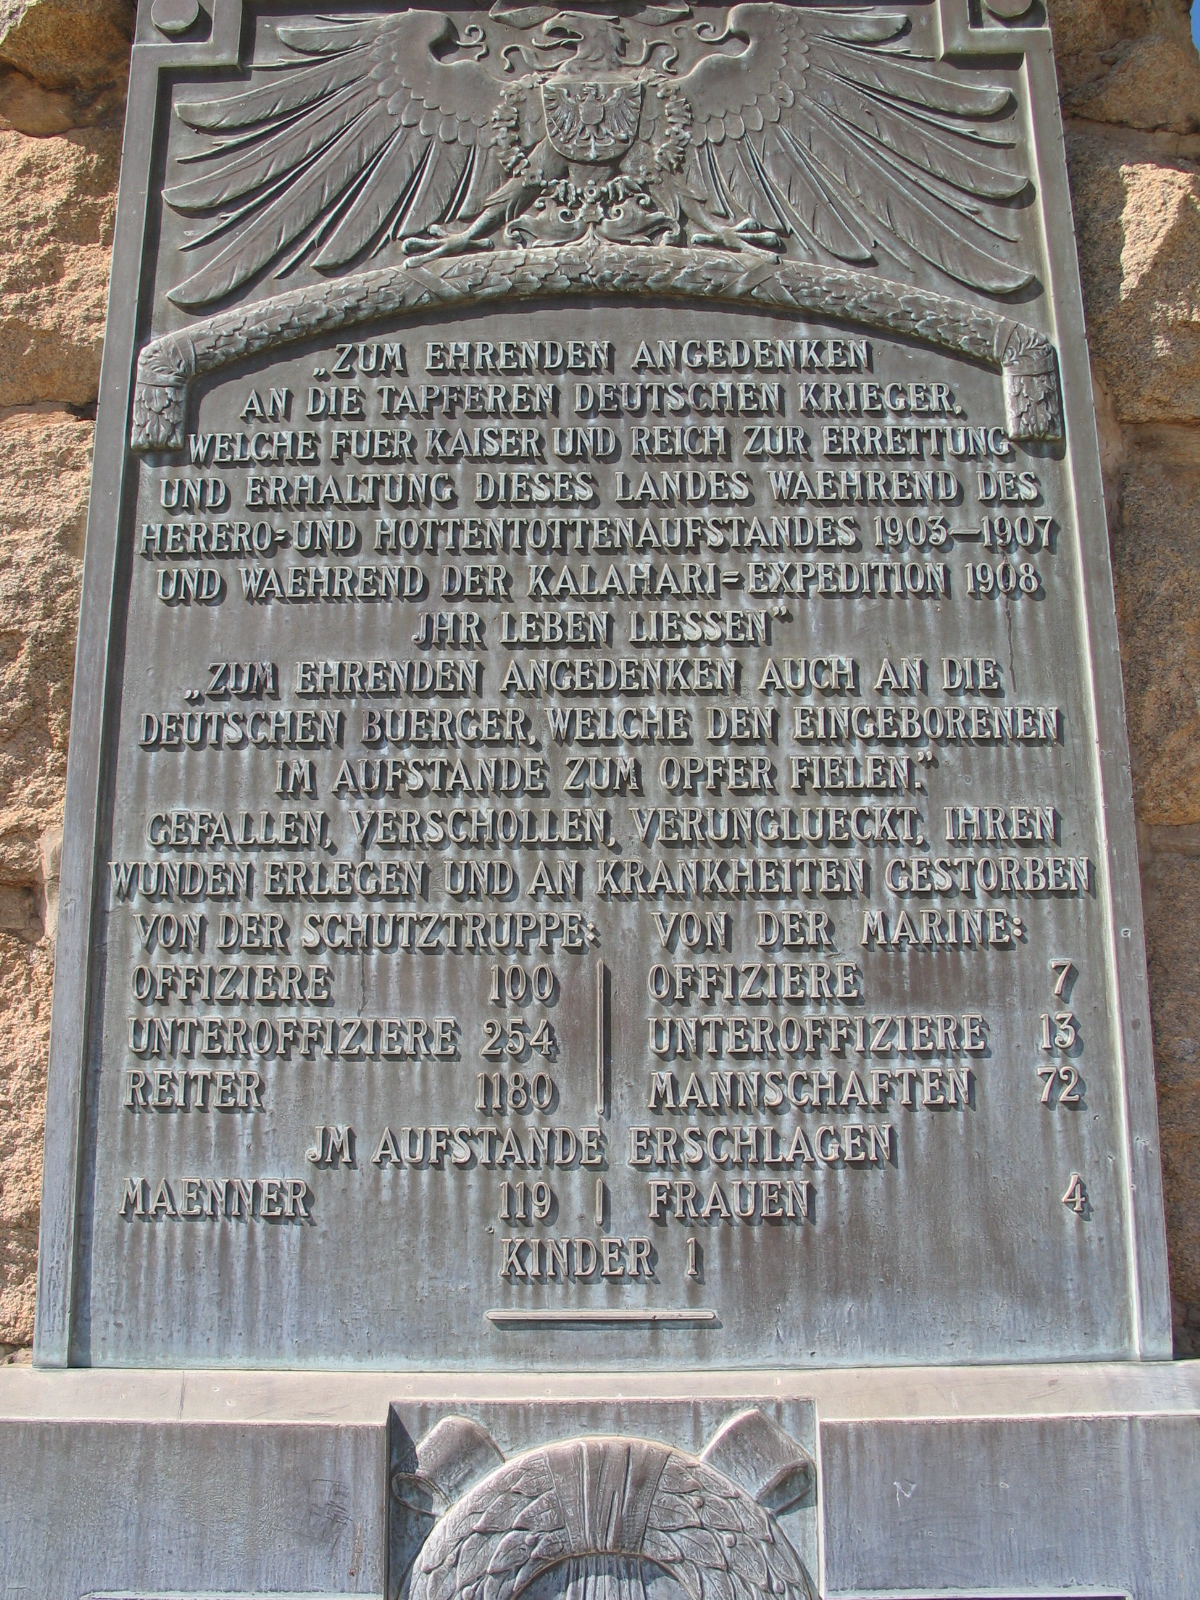 „ZUM EHRENDEN ANGEDENKEN
AN DIE TAPFEREN DEUTSCHEN KRIEGER,
WELCHE FUER KAISER UND REICH ZUR ERRETTUNG
UND ERHALTUNG DIESES LANDES WAEHREND DES
HERERO=UND HOTTENTOTTENAUFSTANDES 1903—1907
UND WAEHREND DER KALAHARI=EXPEDITION 1908
JHR LEBEN LIESSEN”
„ZUM EHRENDEN ANGEDENKEN AUCH AN DIE
DEUTSCHEN BUERGER, WELCHE DEN EINGEBORENEN
IM AUFSTANDE ZUM OPFER FIELEN.”
GEFALLEN, VERSCHOLLEN, VERUNGLUECKT, IHREN
WUNDEN ERLEGEN UND AN KRANKHEITEN GESTORBEN
VON DER SCHUTZTRUPPE: VON DER MARINE:
OFFIZIERE 100 OFFIZIERE 7
UNTEROFFIZIERE 254 UNTEROFFIZIERE 13
REITER 1180 MANNSCHAFTEN 72
JM AUFSTANDE ERSCHLAGEN
MAENNER 119 FRAUEN 4
KINDER 1